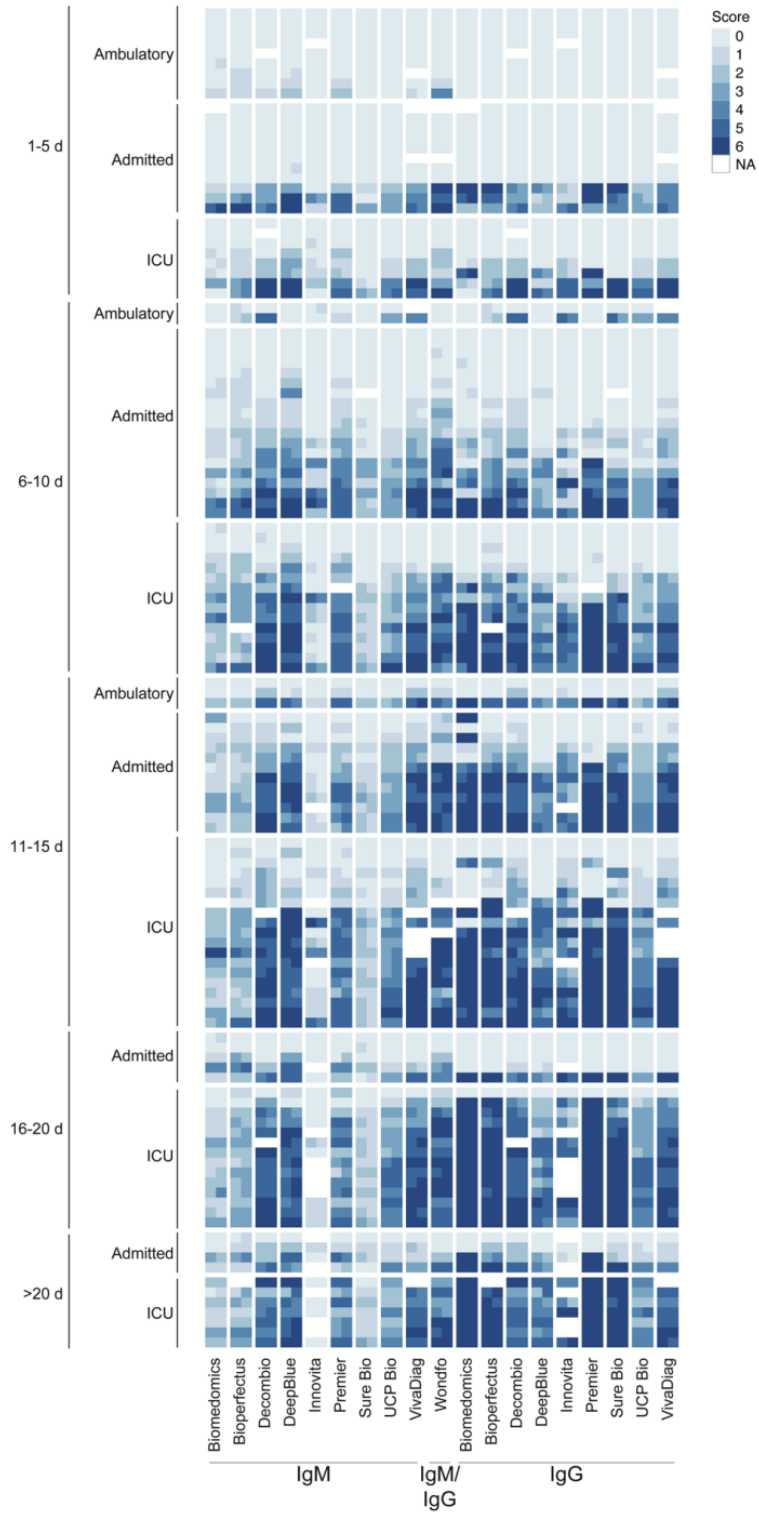 Score
0
1
2
3
4
5
6
NA
1-5 d
Ambulatory
Admitted
ICU
6-10 d
Ambulatory
Admitted
ICU
11-15 d
Ambulatory
Admitted
ICU
16-20 d
Admitted
ICU
>20 d
Admitted
ICU
Biomedomics
Bioperfectus
Decombio
DeepBlue
Innovita
Premier
Sure Bio
UCP Bio
VivaDiag
Wondfo
Biomedomics
Bioperfectus
Decombio
DeepBlue
Innovita
Premier
Sure Bio
UCP Bio
VivaDiag
IgM
IgM/
IgG
IgG